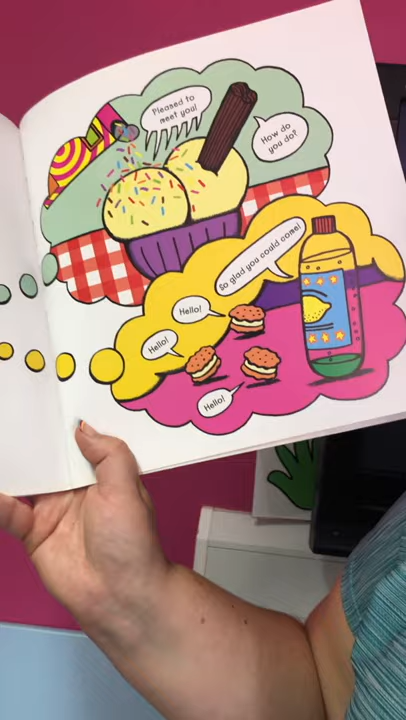 Pleased to
meet you!
How do
you do?
So glad you could come!
Hello!
Hello!
Hello!